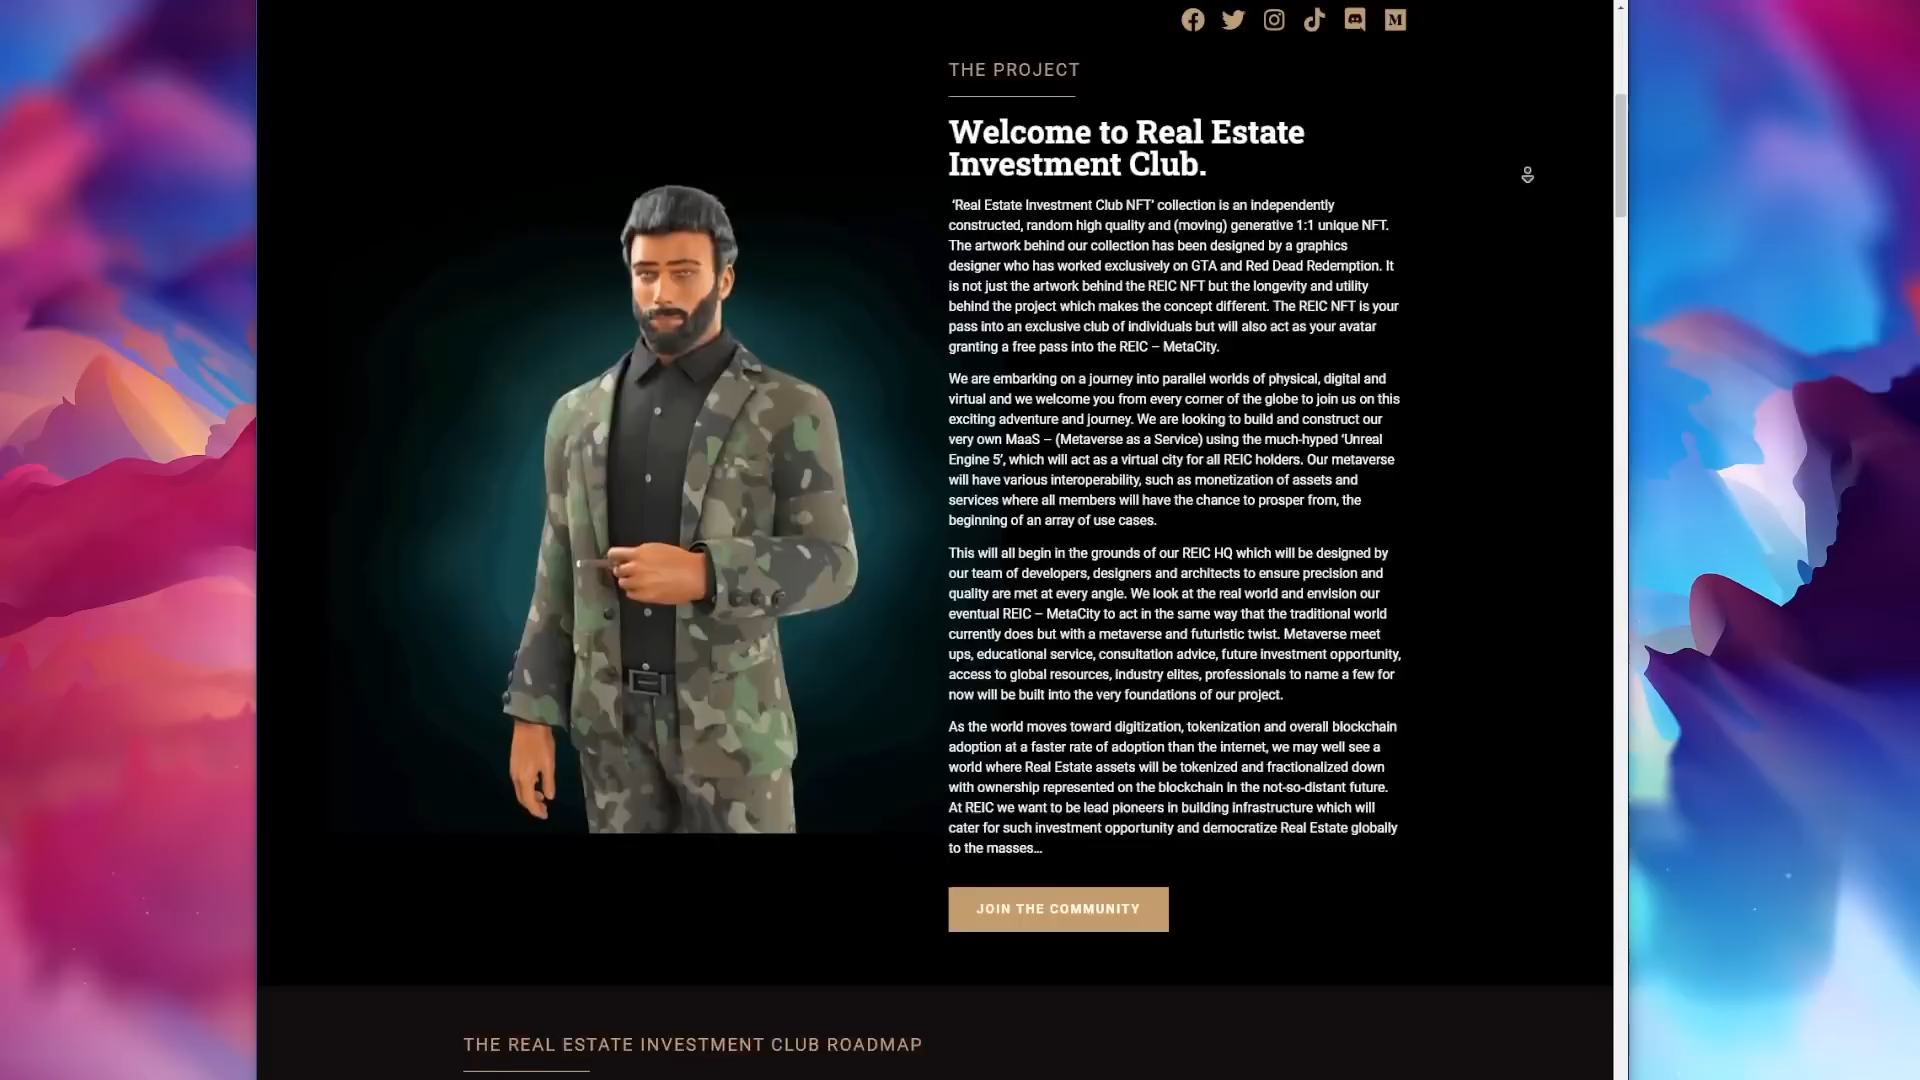 M
THE PROJECT
Welcome to Real Estate
Investment Club.
‘Real Estate Investment Club NFT’ collection is an independently
constructed, random high quality and (moving) generative 1:1 unique NFT.
The artwork behind our collection has been designed by a graphics
designer who has worked exclusively on GTA and Red Dead Redemption. It
is not just the artwork behind the REIC NFT but the longevity and utility
behind the project which makes the concept different. The REIC NFT is your
pass into an exclusive club of individuals but will also act as your avatar
granting a free pass into the REIC – MetaCity.
We are embarking on a journey into parallel worlds of physical, digital and
virtual and we welcome you from every corner of the globe to join us on this
exciting adventure and journey. We are looking to build and construct our
very own MaaS – (Metaverse as a Service) using the much-hyped ‘Unreal
Engine 5’, which will act as a virtual city for all REIC holders. Our metaverse
will have various interoperability, such as monetization of assets and
services where all members will have the chance to prosper from, the
beginning of an array of use cases.
This will all begin in the grounds of our REIC HQ which will be designed by
our team of developers, designers and architects to ensure precision and
quality are met at every angle. We look at the real world and envision our
eventual REIC – MetaCity to act in the same way that the traditional world
currently does but with a metaverse and futuristic twist. Metaverse meet
ups, educational service, consultation advice, future investment opportunity,
access to global resources, industry elites, professionals to name a few for
now will be built into the very foundations of our project.
As the world moves toward digitization, tokenization and overall blockchain
adoption at a faster rate of adoption than the internet, we may well see a
world where Real Estate assets will be tokenized and fractionalized down
with ownership represented on the blockchain in the not-so-distant future.
At REIC we want to be lead pioneers in building infrastructure which will
cater for such investment opportunity and democratize Real Estate globally
to the masses...
JOIN THE COMMUNITY
THE REAL ESTATE INVESTMENT CLUB ROADMAP